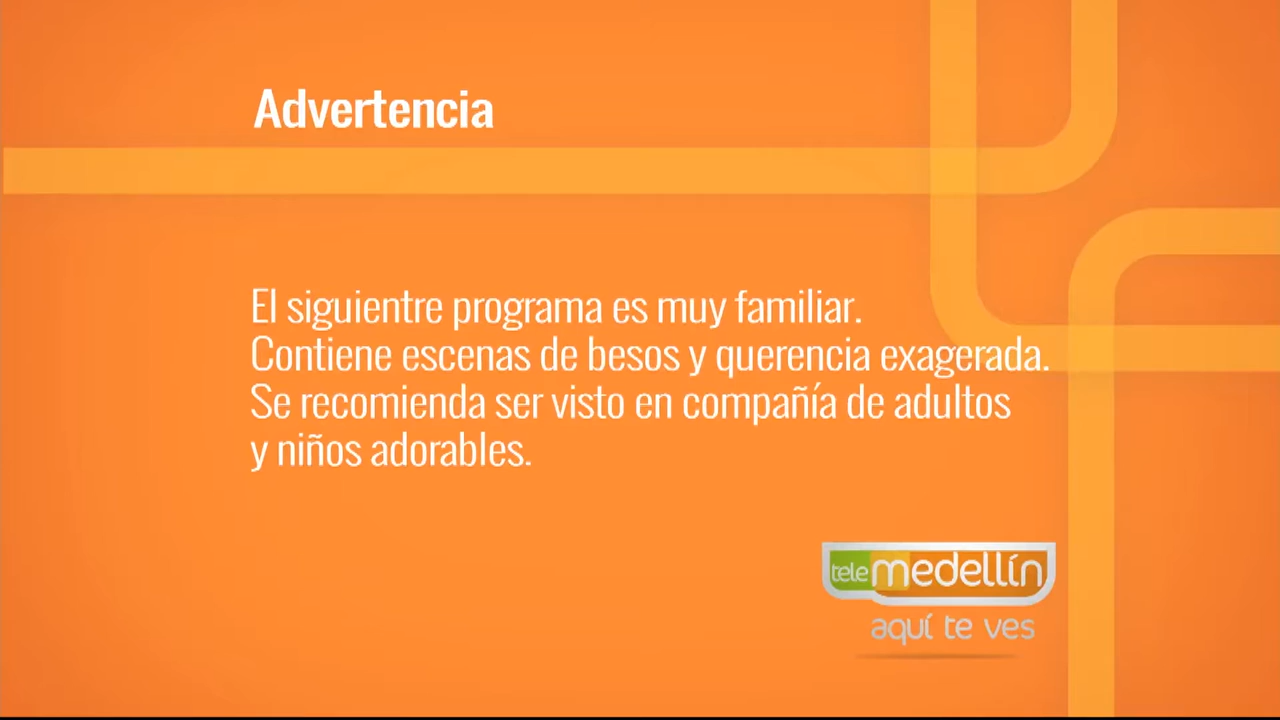 Advertencia
El siguientre programa es muy familiar.
Contiene escenas de besos y querencia exagerada.
Se recomienda ser visto en compañía de adultos
y niños adorables.
tele medellín
aquí te ves